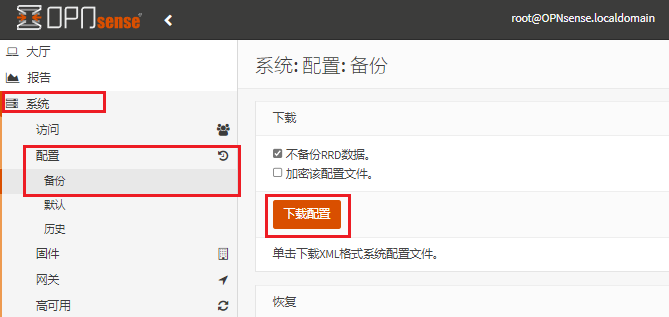 OPNsense
root@OPNsense.localdomain
大厅
报告
系统
访问
配置
备份
默认
历史
固件
网关
高可用
系统: 配置: 备份
下载
不备份RRD数据。
加密该配置文件。
下载配置
单击下载XML格式系统配置文件。
恢复